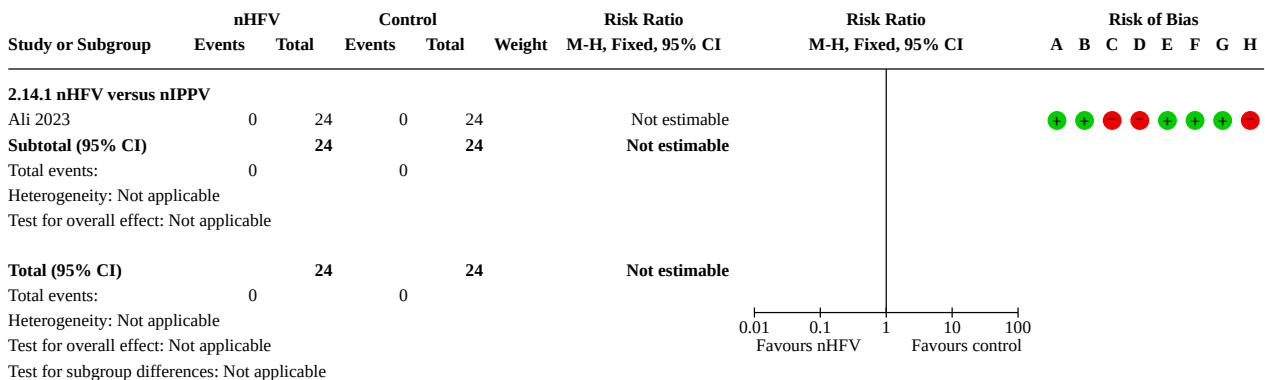 nHFV Control Risk Ratio Risk Ratio Risk of Bias
Study or Subgroup Events Total Events Total Weight M-H, Fixed, 95% CI M-H, Fixed, 95% CI A B C D E F G H
2.14.1 nHFV versus nIPPV
Ali 2023 0 24 0 24 Not estimable + + − − + + + −
Subtotal (95% CI) 24 24 Not estimable
Total events: 0 0
Heterogeneity: Not applicable
Test for overall effect: Not applicable
Total (95% CI) 24 24 Not estimable
Total events: 0 0
Heterogeneity: Not applicable
0.01 0.1 1 10 100
Test for overall effect: Not applicable Favours nHFV Favours control
Test for subgroup differences: Not applicable